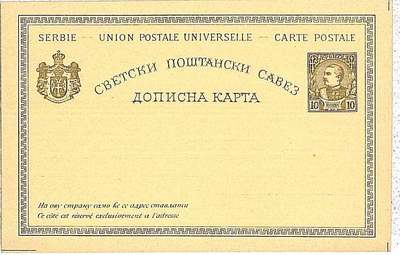 SERBIE — UNION POSTALE UNIVERSELLE — CARTE POSTALE
СВЕТСКИ ПОШТАНСКИ САВЕЗ
ДОПИСНА КАРТА
10 10
На ову страну само ће се адрес стављати
Ce côté est réservé exclusivement à l'adresse